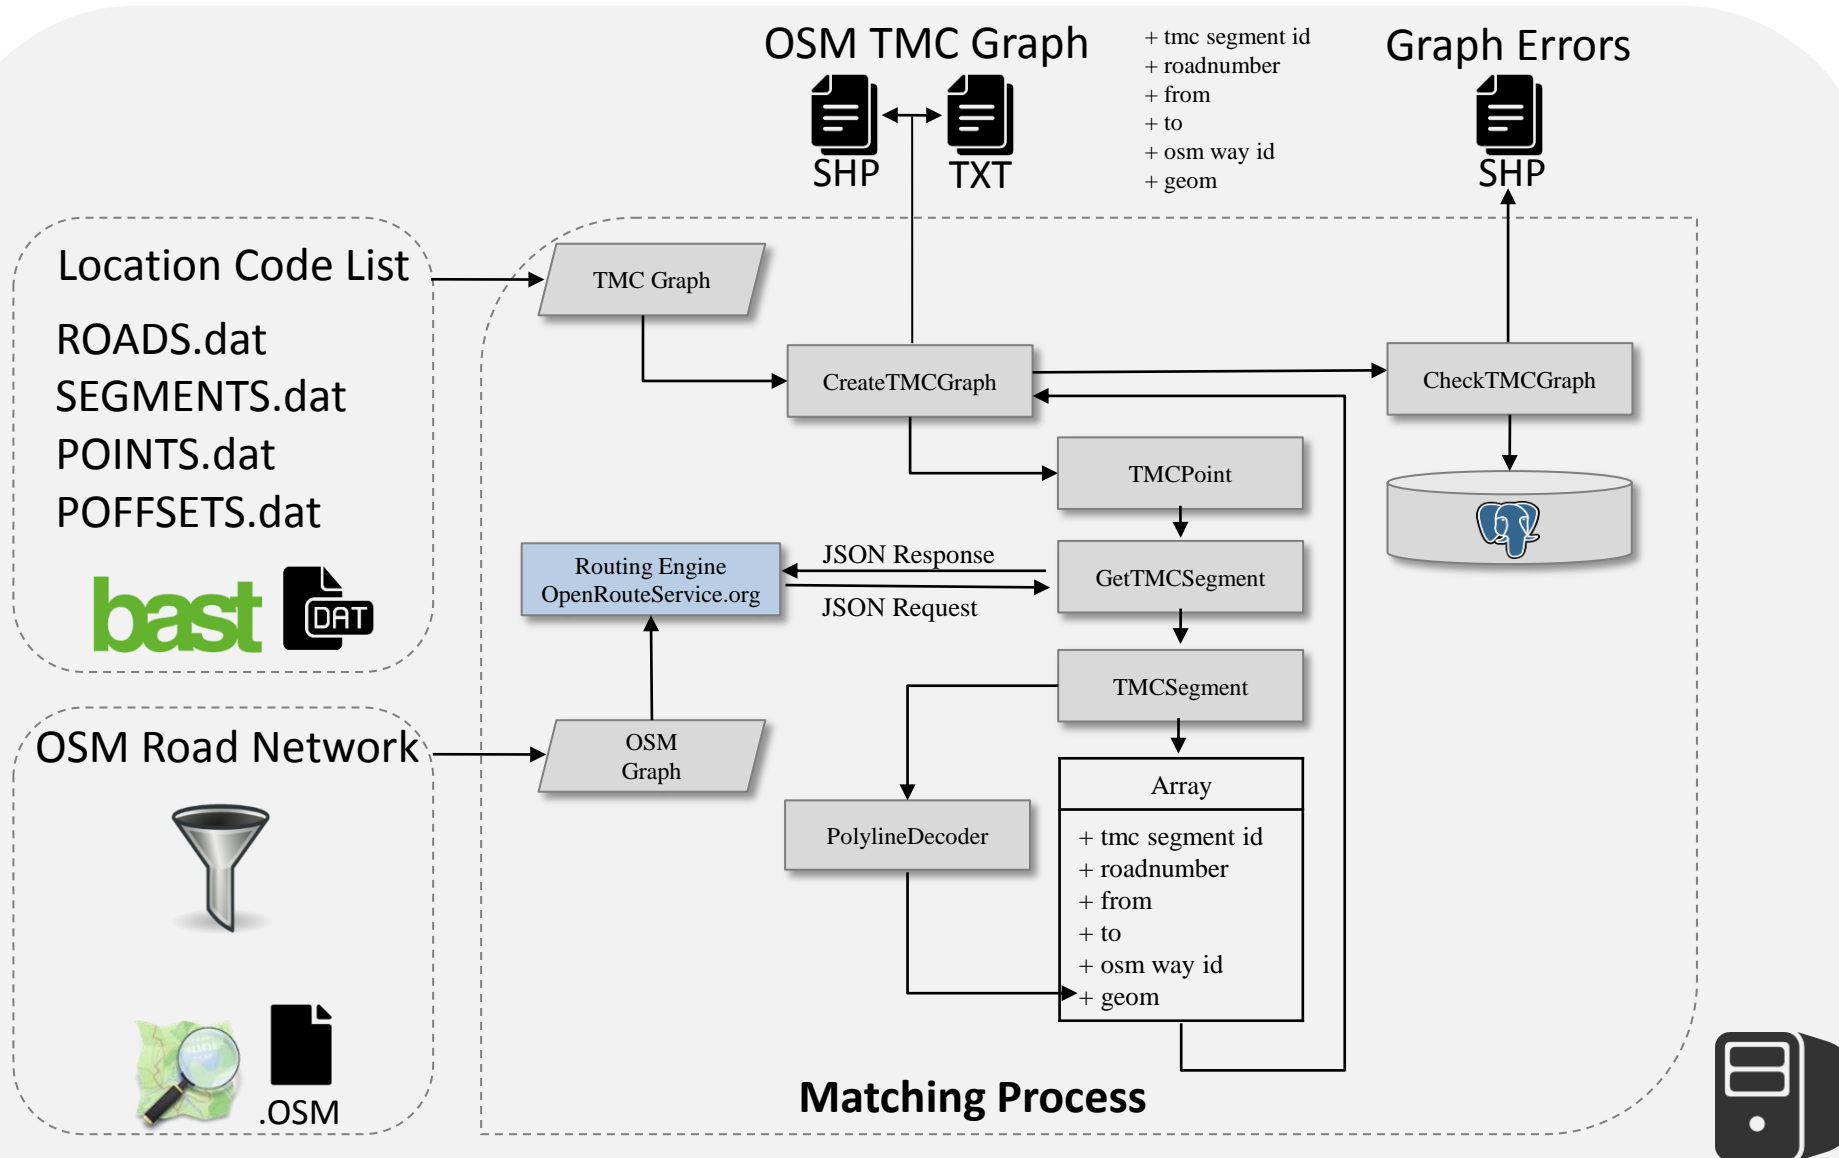 OSM TMC Graph
SHP
TXT
+ tmc segment id
+ roadnumber
+ from
+ to
+ osm way id
+ geom
Graph Errors
SHP
Location Code List
ROADS.dat
SEGMENTS.dat
POINTS.dat
POFFSETS.dat
bast
DAT
OSM Road Network
.OSM
TMC Graph
CreateTMCGraph
CheckTMCGraph
TMCPoint
Routing Engine
OpenRouteService.org
JSON Response
JSON Request
GetTMCSegment
TMCSegment
OSM
Graph
PolylineDecoder
Array
+ tmc segment id
+ roadnumber
+ from
+ to
+ osm way id
+ geom
Matching Process